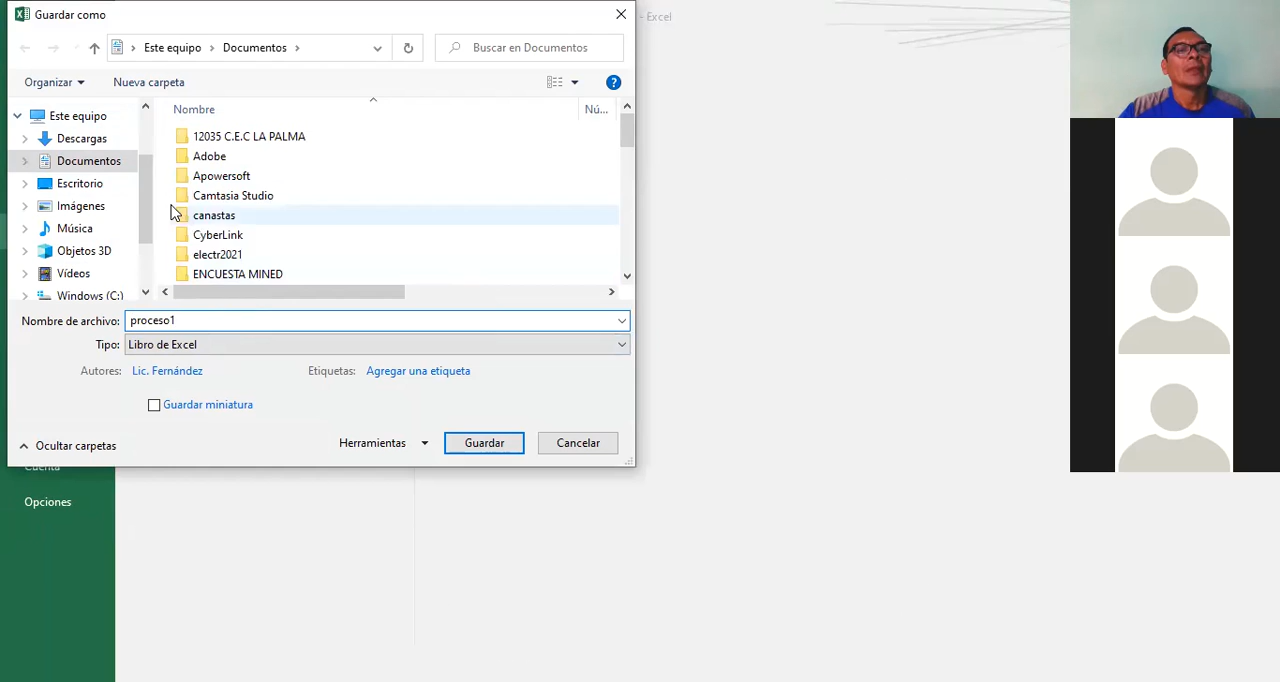 Guardar como
- Excel
Este equipo > Documentos >
Buscar en Documentos
Organizar
Nueva carpeta
?
Este equipo
Descargas
Documentos
Escritorio
Imágenes
Música
Objetos 3D
Vídeos
Windows (C:)
Nombre
Nú...
12035 C.E.C LA PALMA
Adobe
Apowersoft
Camtasia Studio
canastas
CyberLink
electr2021
ENCUESTA MINED
Nombre de archivo: proceso1
Tipo: Libro de Excel
Autores: Lic. Fernández
Etiquetas: Agregar una etiqueta
Guardar miniatura
Ocultar carpetas
Herramientas
Guardar
Cancelar
Cuenta
Opciones